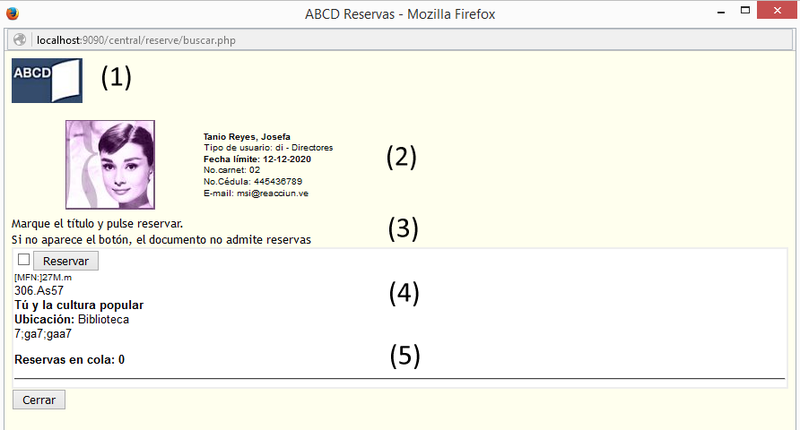 ABCD Reservas - Mozilla Firefox
localhost:9090/central/reserve/buscar.php
ABCD (1)
Tanio Reyes, Josefa
Tipo de usuario: di - Directores
Fecha límite: 12-12-2020
(2)
No.carnet: 02
No.Cédula: 445436789
E-mail: msi@reacciun.ve
Marque el título y pulse reservar.
(3)
Si no aparece el botón, el documento no admite reservas
Reservar
[MFN:]27M.m
306.As57
(4)
Tú y la cultura popular
Ubicación: Biblioteca
7;ga7;gaa7
Reservas en cola: 0
(5)
Cerrar